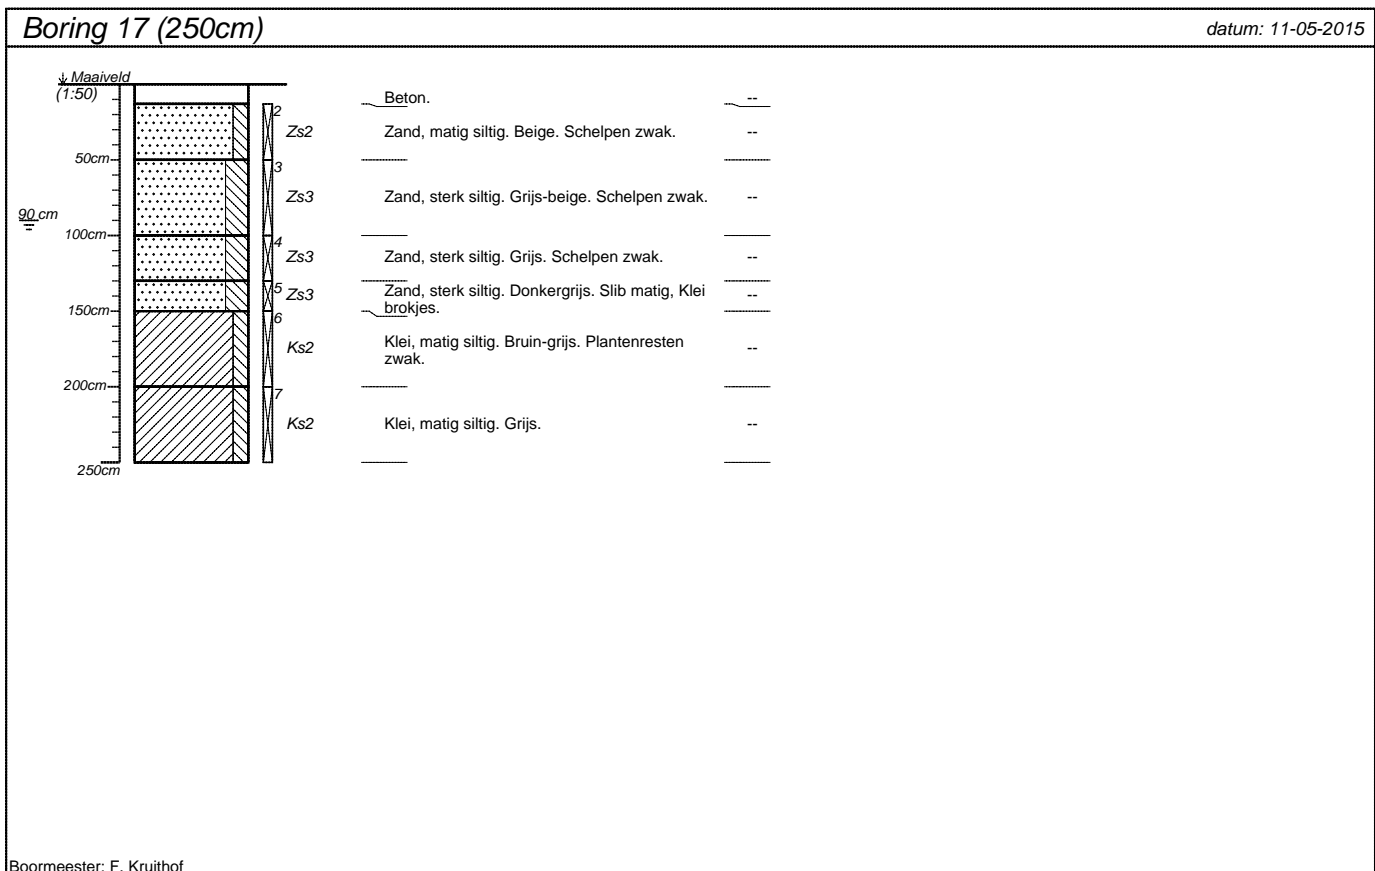 Boring 17 (250cm)
datum: 11-05-2015
Maaiveld
(1:50)
Beton. --
2
Zs2 Zand, matig siltig. Beige. Schelpen zwak. --
50cm
3
Zs3 Zand, sterk siltig. Grijs-beige. Schelpen zwak. --
90 cm
100cm
4
Zs3 Zand, sterk siltig. Grijs. Schelpen zwak. --
5
Zs3 Zand, sterk siltig. Donkergrijs. Slib matig, Klei --
brokjes.
150cm
6
Ks2 Klei, matig siltig. Bruin-grijs. Plantenresten --
zwak.
200cm
7
Ks2 Klei, matig siltig. Grijs. --
250cm
Boormeester: F. Kruithof